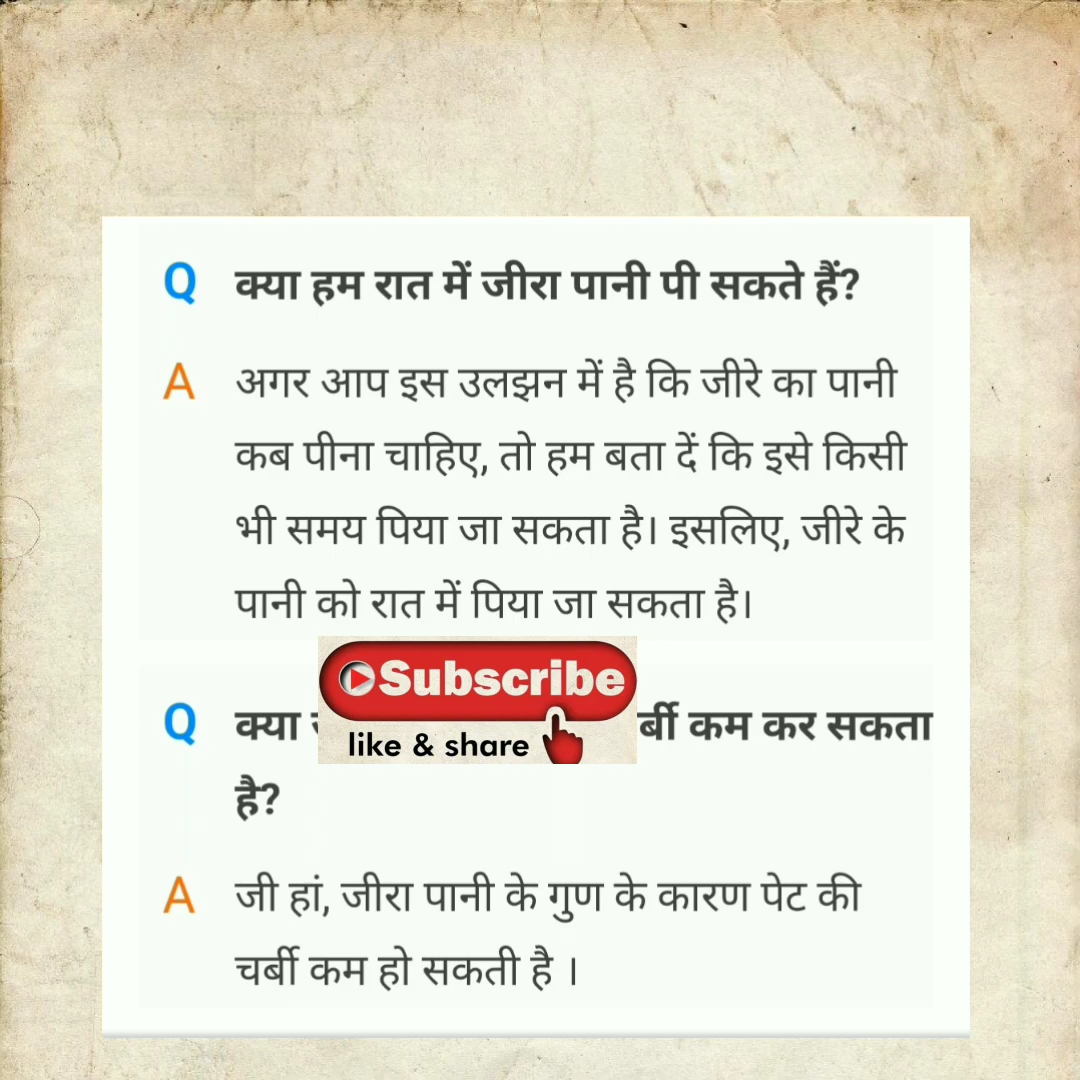 Q क्या हम रात में जीरा पानी पी सकते हैं?
A अगर आप इस उलझन में है कि जीरे का पानी
कब पीना चाहिए, तो हम बता दें कि इसे किसी
भी समय पिया जा सकता है। इसलिए, जीरे के
पानी को रात में पिया जा सकता है।
Subscribe
like & share
Q क्या र्बी कम कर सकता
है?
A जी हां, जीरा पानी के गुण के कारण पेट की
चर्बी कम हो सकती है ।